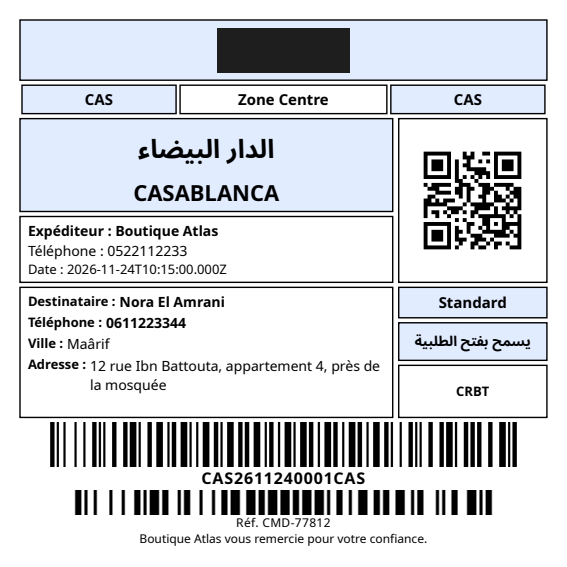 CAS
Zone Centre
CAS
الدار البيضاء
CASABLANCA
Expéditeur : Boutique Atlas
Téléphone : 0522112233
Date : 2026-11-24T10:15:00.000Z
Destinataire : Nora El Amrani
Téléphone : 0611223344
Ville : Maârif
Adresse : 12 rue Ibn Battouta, appartement 4, près de
la mosquée
Standard
يسمح بفتح الطلبية
CRBT
CAS2611240001CAS
Réf. CMD-77812
Boutique Atlas vous remercie pour votre confiance.